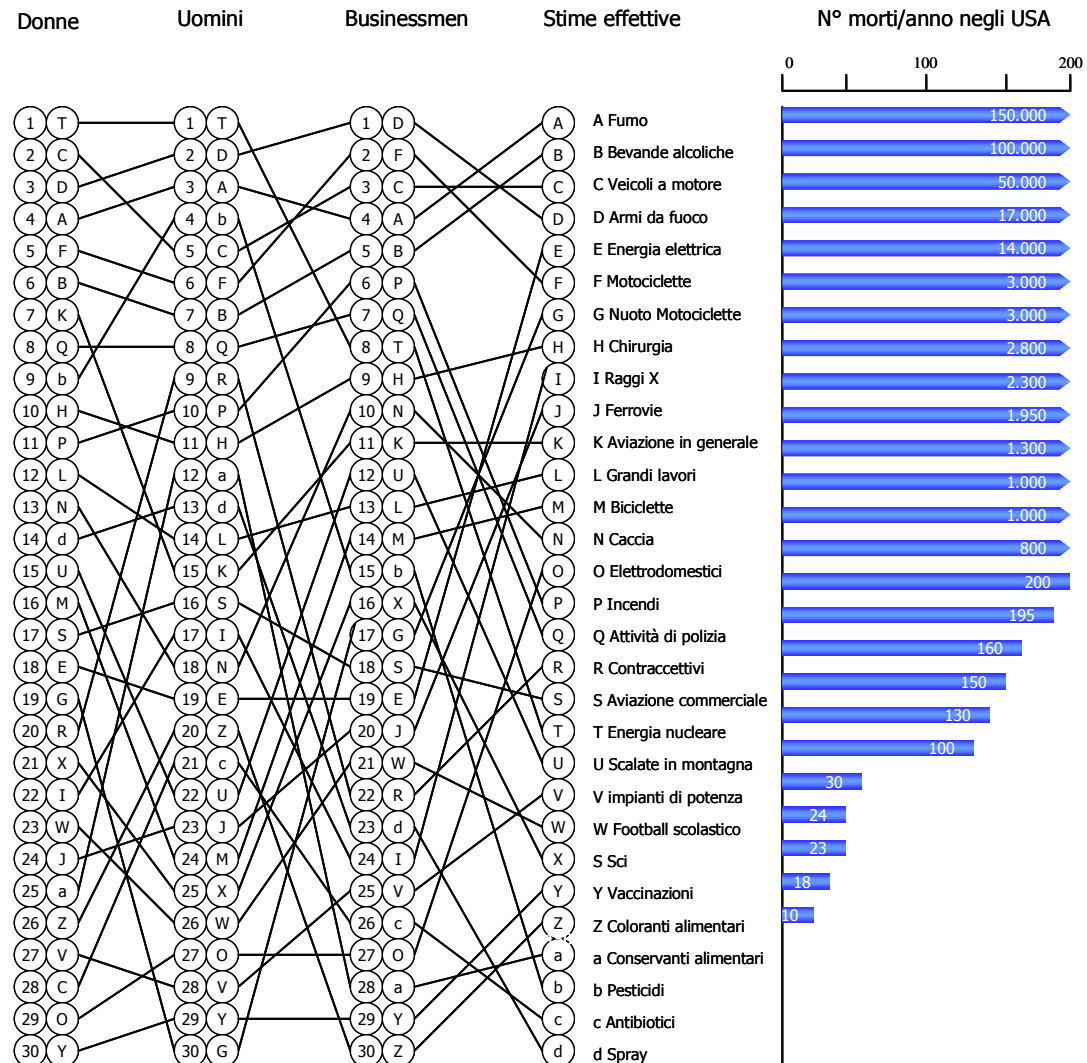 Donne Uomini Businessmen Stime effettive N° morti/anno negli USA
0 100 200
1 T 1 T 1 D A A Fumo 150.000
2 C 2 D 2 F B B Bevande alcoliche 100.000
3 D 3 A 3 C C C Veicoli a motore 50.000
4 A 4 b 4 A D D Armi da fuoco 17.000
5 F 5 C 5 B E E Energia elettrica 14.000
6 B 6 F 6 P F F Motociclette 3.000
7 K 7 B 7 Q G G Nuoto Motociclette 3.000
8 Q 8 Q 8 T H H Chirurgia 2.800
9 b 9 R 9 H I I Raggi X 2.300
10 H 10 P 10 N J J Ferrovie 1.950
11 P 11 H 11 K K K Aviazione in generale 1.300
12 L 12 a 12 U L L Grandi lavori 1.000
13 N 13 d 13 L M M Biciclette 1.000
14 d 14 L 14 M N N Caccia 800
15 U 15 K 15 b O O Elettrodomestici 200
16 M 16 S 16 X P P Incendi 195
17 S 17 I 17 G Q Q Attività di polizia 160
18 E 18 N 18 S R R Contraccettivi 150
19 G 19 E 19 E S S Aviazione commerciale 130
20 R 20 Z 20 J T T Energia nucleare 100
21 X 21 c 21 W U U Scalate in montagna 30
22 I 22 U 22 R V V impianti di potenza 24
23 W 23 J 23 d W W Football scolastico 23
24 J 24 M 24 I X S Sci 18
25 a 25 X 25 V Y Y Vaccinazioni 10
26 Z 26 W 26 c Z Z Coloranti alimentari
27 V 27 O 27 O a a Conservanti alimentari
28 C 28 V 28 a b b Pesticidi
29 O 29 Y 29 Y c c Antibiotici
30 Y 30 G 30 Z d d Spray